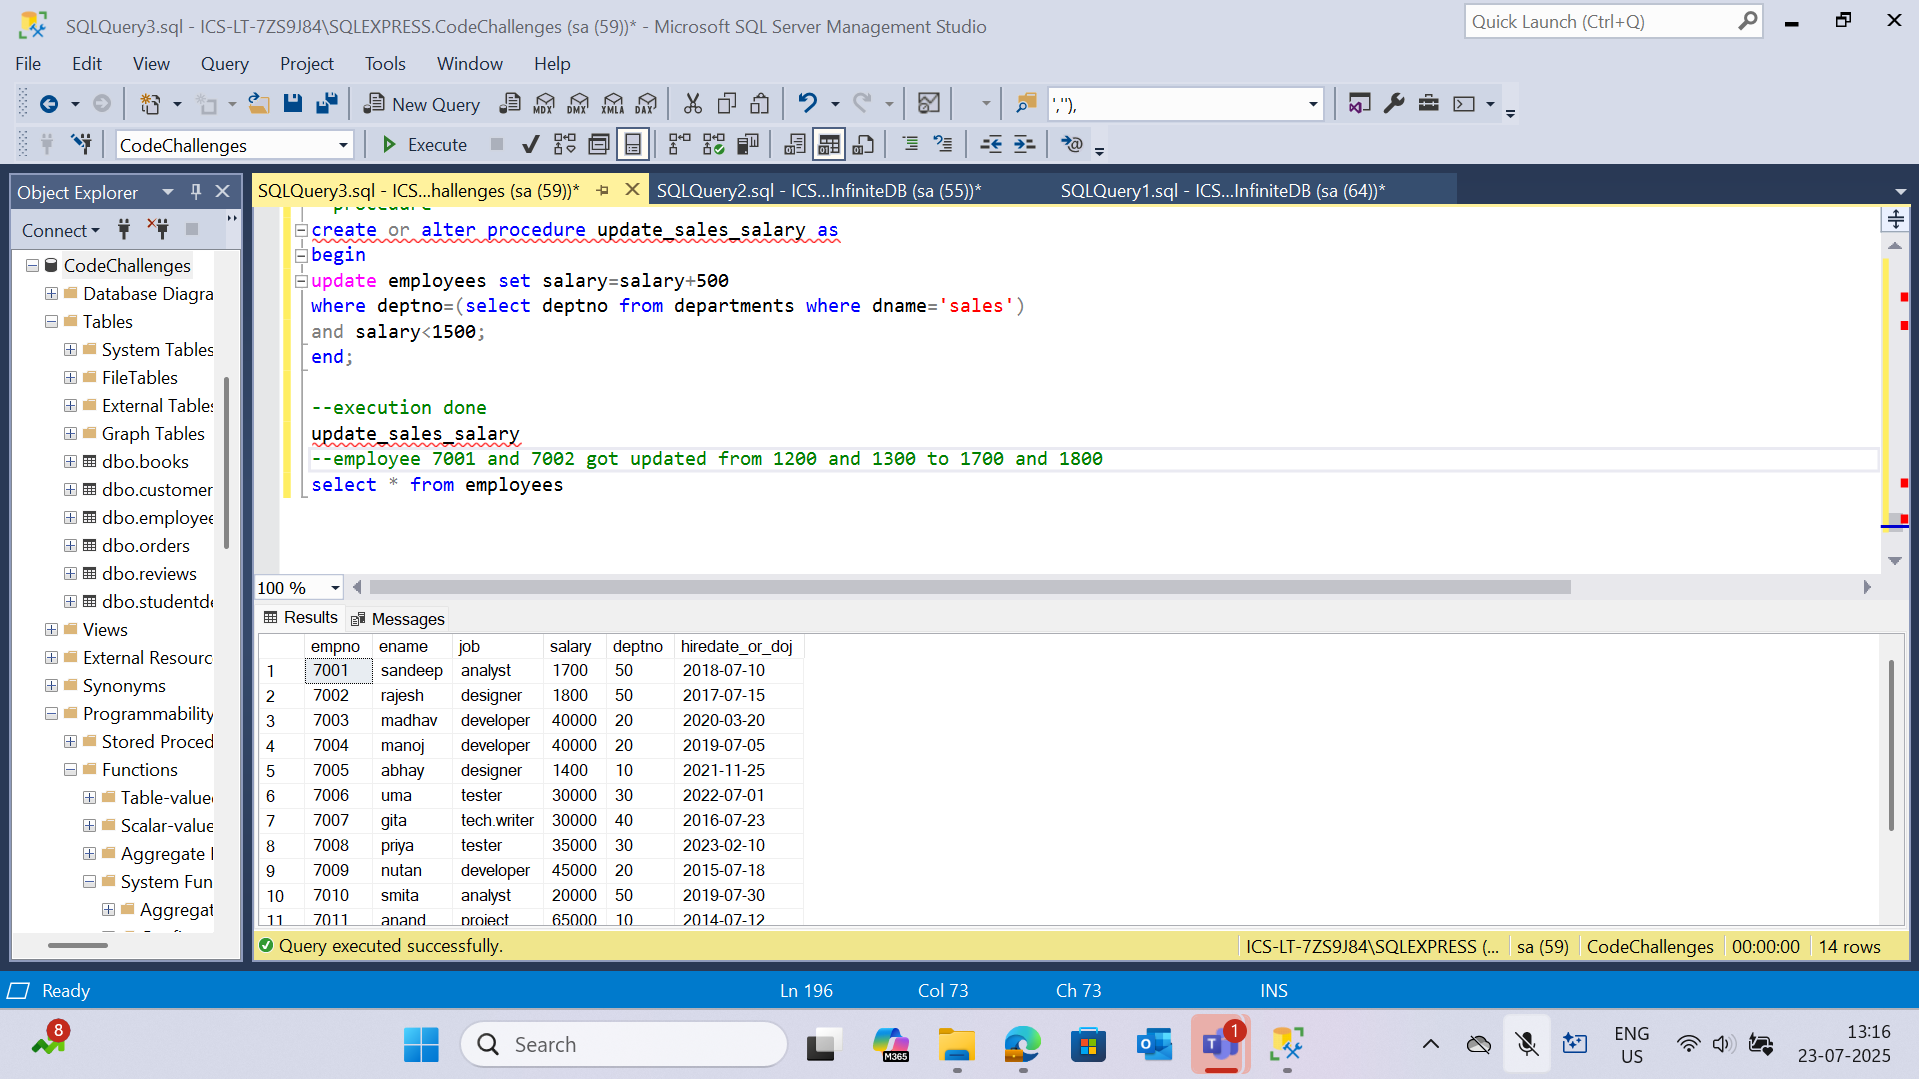 SQLQuery3.sql - ICS-LT-7ZS9J84\SQLEXPRESS.CodeChallenges (sa (59))* - Microsoft SQL Server Management Studio
Quick Launch (Ctrl+Q)
File Edit View Query Project Tools Window Help
New Query MDX DMX XMLA DAX ',''),
CodeChallenges Execute
Object Explorer
SQLQuery3.sql - ICS...hallenges (sa (59))* SQLQuery2.sql - ICS...InfiniteDB (sa (55))* SQLQuery1.sql - ICS...InfiniteDB (sa (64))*
Connect
CodeChallenges
Database Diagra
Tables
System Tables
FileTables
External Tables
Graph Tables
dbo.books
dbo.customer
dbo.employee
dbo.orders
dbo.reviews
dbo.studentde
Views
External Resourc
Synonyms
Programmability
Stored Proced
Functions
Table-valued
Scalar-value
Aggregate
System Fun
Aggregat
procedure
create or alter procedure update_sales_salary as
begin
update employees set salary=salary+500
where deptno=(select deptno from departments where dname='sales')
and salary<1500;
end;
--execution done
update_sales_salary
--employee 7001 and 7002 got updated from 1200 and 1300 to 1700 and 1800
select * from employees
100 %
Results Messages
empno ename job salary deptno hiredate_or_doj
1 7001 sandeep analyst 1700 50 2018-07-10
2 7002 rajesh designer 1800 50 2017-07-15
3 7003 madhav developer 40000 20 2020-03-20
4 7004 manoj developer 40000 20 2019-07-05
5 7005 abhay designer 1400 10 2021-11-25
6 7006 uma tester 30000 30 2022-07-01
7 7007 gita tech.writer 30000 40 2016-07-23
8 7008 priya tester 35000 30 2023-02-10
9 7009 nutan developer 45000 20 2015-07-18
10 7010 smita analyst 20000 50 2019-07-30
11 7011 anand project 65000 10 2014-07-12
Query executed successfully. ICS-LT-7ZS9J84\SQLEXPRESS (... sa (59) CodeChallenges 00:00:00 14 rows
Ready Ln 196 Col 73 Ch 73 INS
8
Search
M365
1
ENG
US
13:16
23-07-2025